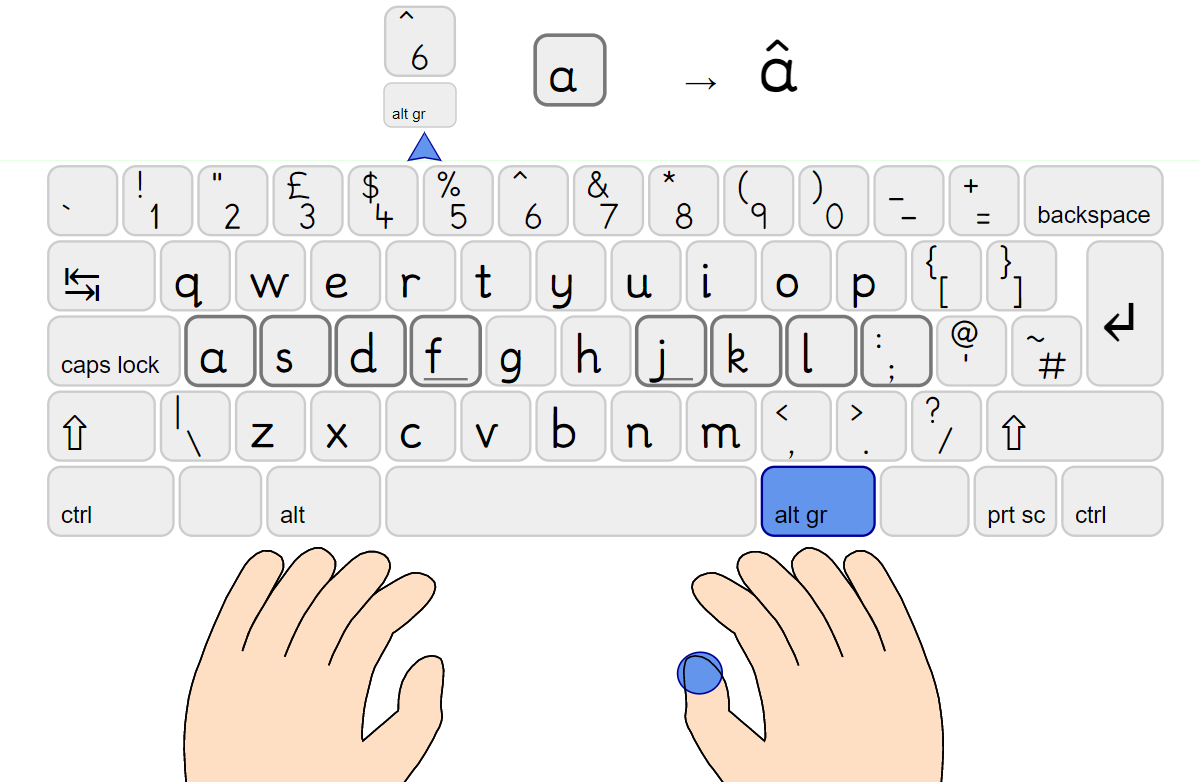 ^
6 a → â
alt gr
` ! 1 " 2 £ 3 $ 4 % 5 ^ 6 & 7 * 8 ( 9 ) 0 _ - + = backspace
↹ q w e r t y u i o p { [ } ] ↵
caps lock a s d f g h j k l : ; @ ' ~ #
⇧ | \ z x c v b n m < , > . ? / ⇧
ctrl alt alt gr prt sc ctrl